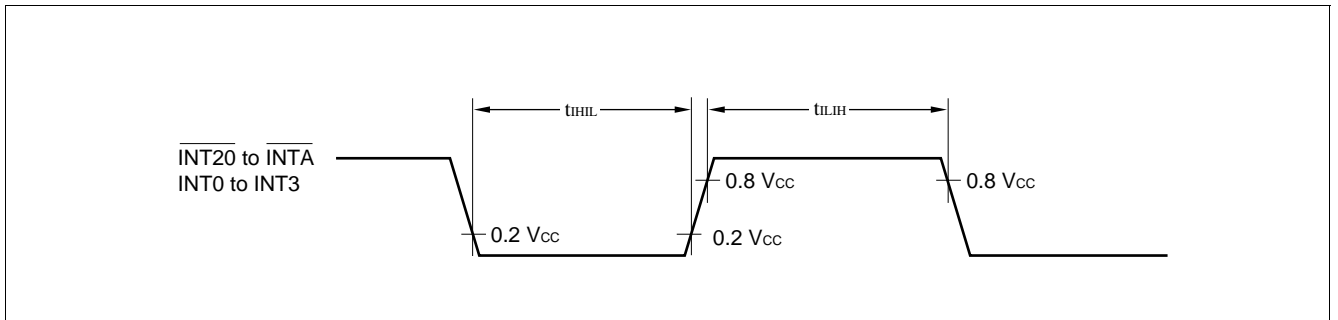 tIHIL
tILIH
INT20 to INTA
INT0 to INT3
0.8 VCC
0.8 VCC
0.2 VCC
0.2 VCC